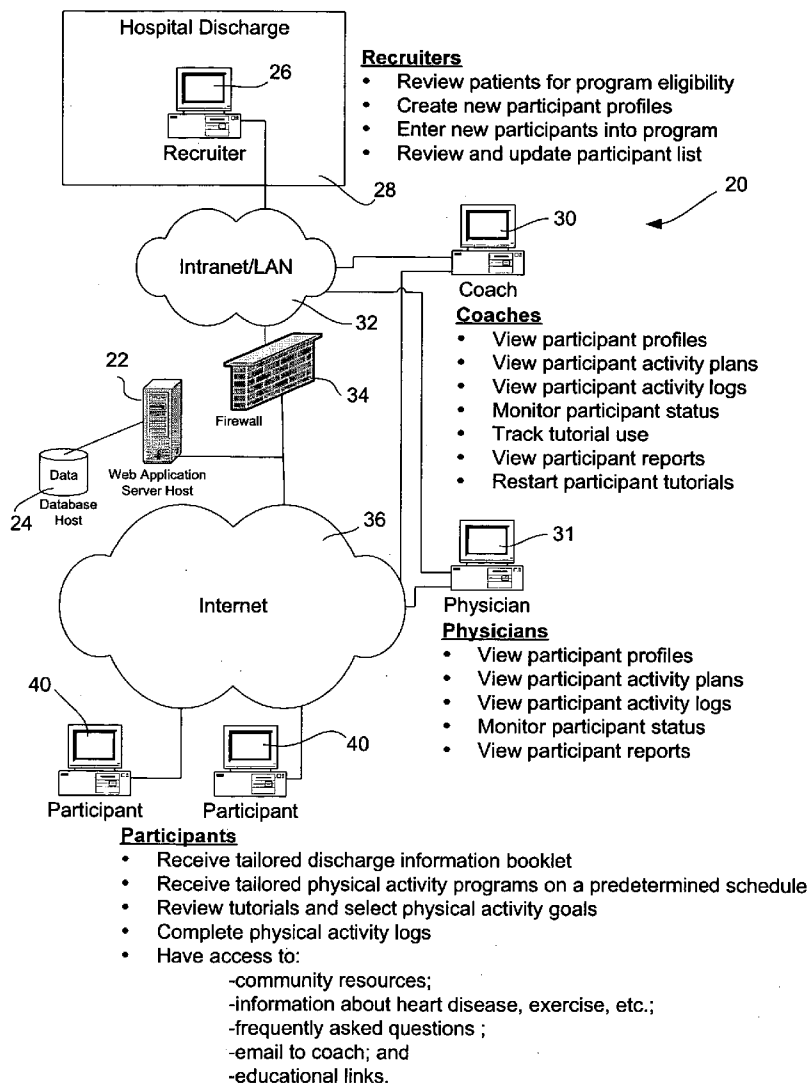 Hospital Discharge
26
Recruiter
28
Recruiters
• Review patients for program eligibility
• Create new participant profiles
• Enter new participants into program
• Review and update participant list
20
30
Coach
Intranet/LAN
32
Coaches
• View participant profiles
• View participant activity plans
• View participant activity logs
• Monitor participant status
• Track tutorial use
• View participant reports
• Restart participant tutorials
34
Firewall
22
Web Application
Server Host
Data
24
Database
Host
36
Internet
31
Physician
Physicians
• View participant profiles
• View participant activity plans
• View participant activity logs
• Monitor participant status
• View participant reports
40
Participant
40
Participant
Participants
• Receive tailored discharge information booklet
• Receive tailored physical activity programs on a predetermined schedule
• Review tutorials and select physical activity goals
• Complete physical activity logs
• Have access to:
-community resources;
-information about heart disease, exercise, etc.;
-frequently asked questions ;
-email to coach; and
-educational links.